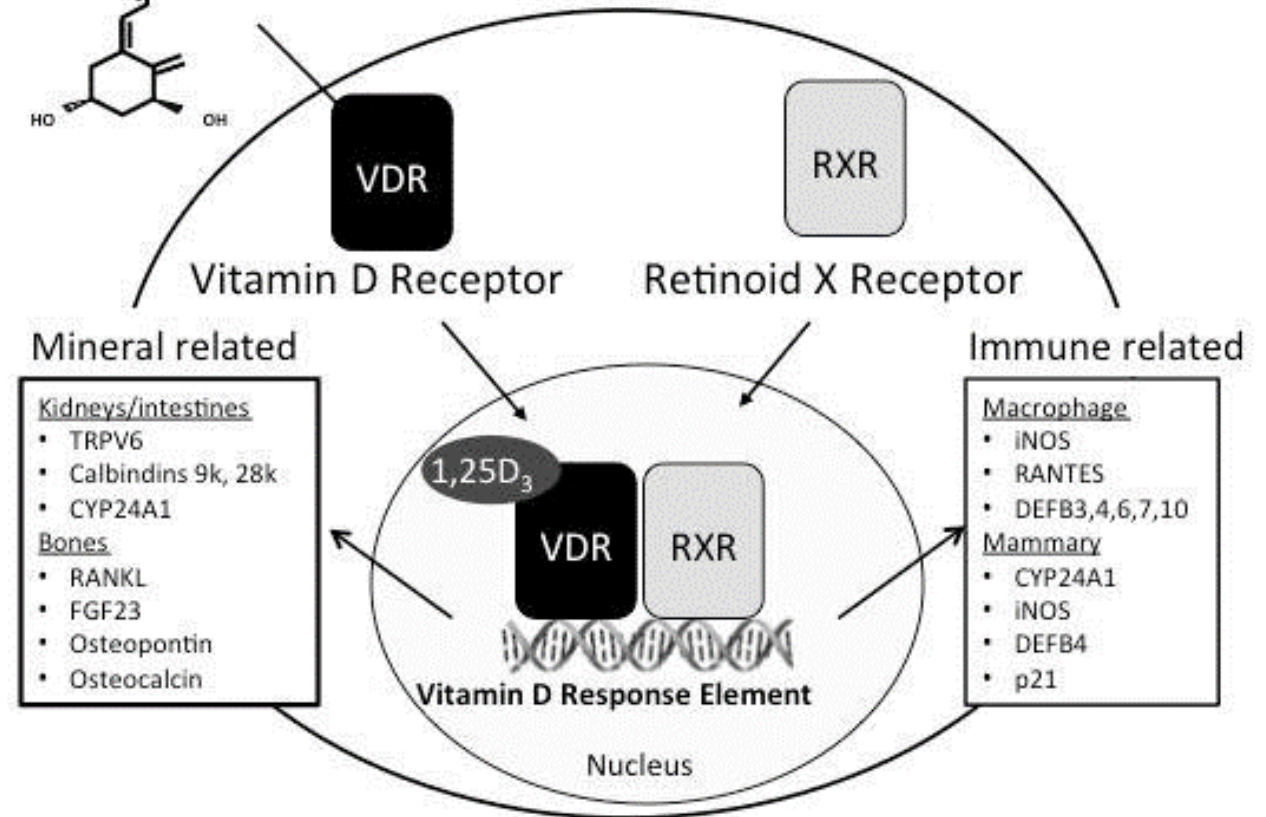 HO
OH
VDR
RXR
Vitamin D Receptor
Retinoid X Receptor
Mineral related
Kidneys/intestines
• TRPV6
• Calbindins 9k, 28k
• CYP24A1
Bones
• RANKL
• FGF23
• Osteopontin
• Osteocalcin
1,25D₃
VDR
RXR
Vitamin D Response Element
Nucleus
Immune related
Macrophage
• iNOS
• RANTES
• DEFB3,4,6,7,10
Mammary
• CYP24A1
• iNOS
• DEFB4
• p21